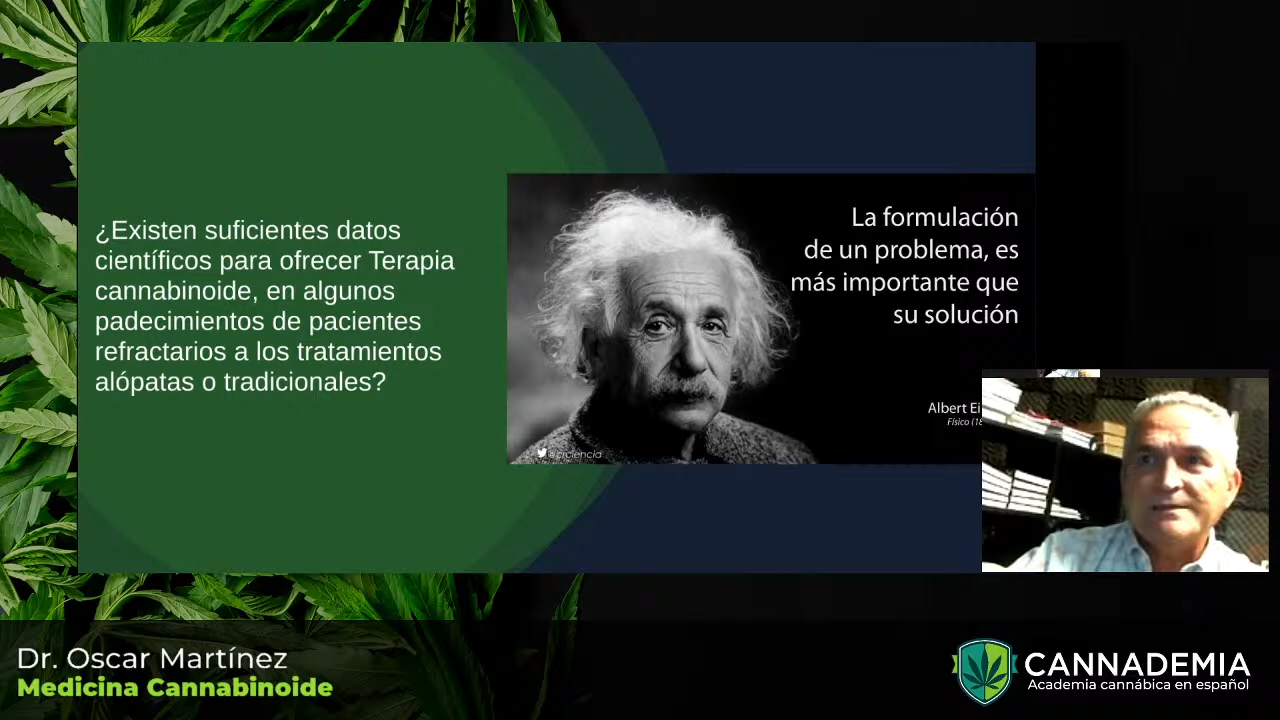 ¿Existen suficientes datos
científicos para ofrecer Terapia
cannabinoide, en algunos
padecimientos de pacientes
refractarios a los tratamientos
alópatas o tradicionales?
La formulación
de un problema, es
más importante que
su solución
Albert
Físico
Dr. Oscar Martínez
Medicina Cannabinoide
CANNADEMIA
Academia cannábica en español